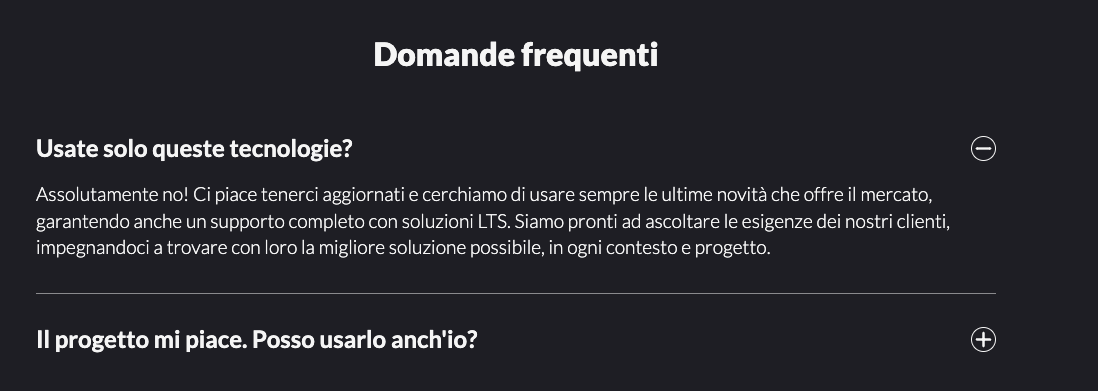 Domande frequenti
Usate solo queste tecnologie?
Assolutamente no! Ci piace tenerci aggiornati e cerchiamo di usare sempre le ultime novità che offre il mercato,
garantendo anche un supporto completo con soluzioni LTS. Siamo pronti ad ascoltare le esigenze dei nostri clienti,
impegnandoci a trovare con loro la migliore soluzione possibile, in ogni contesto e progetto.
Il progetto mi piace. Posso usarlo anch'io?